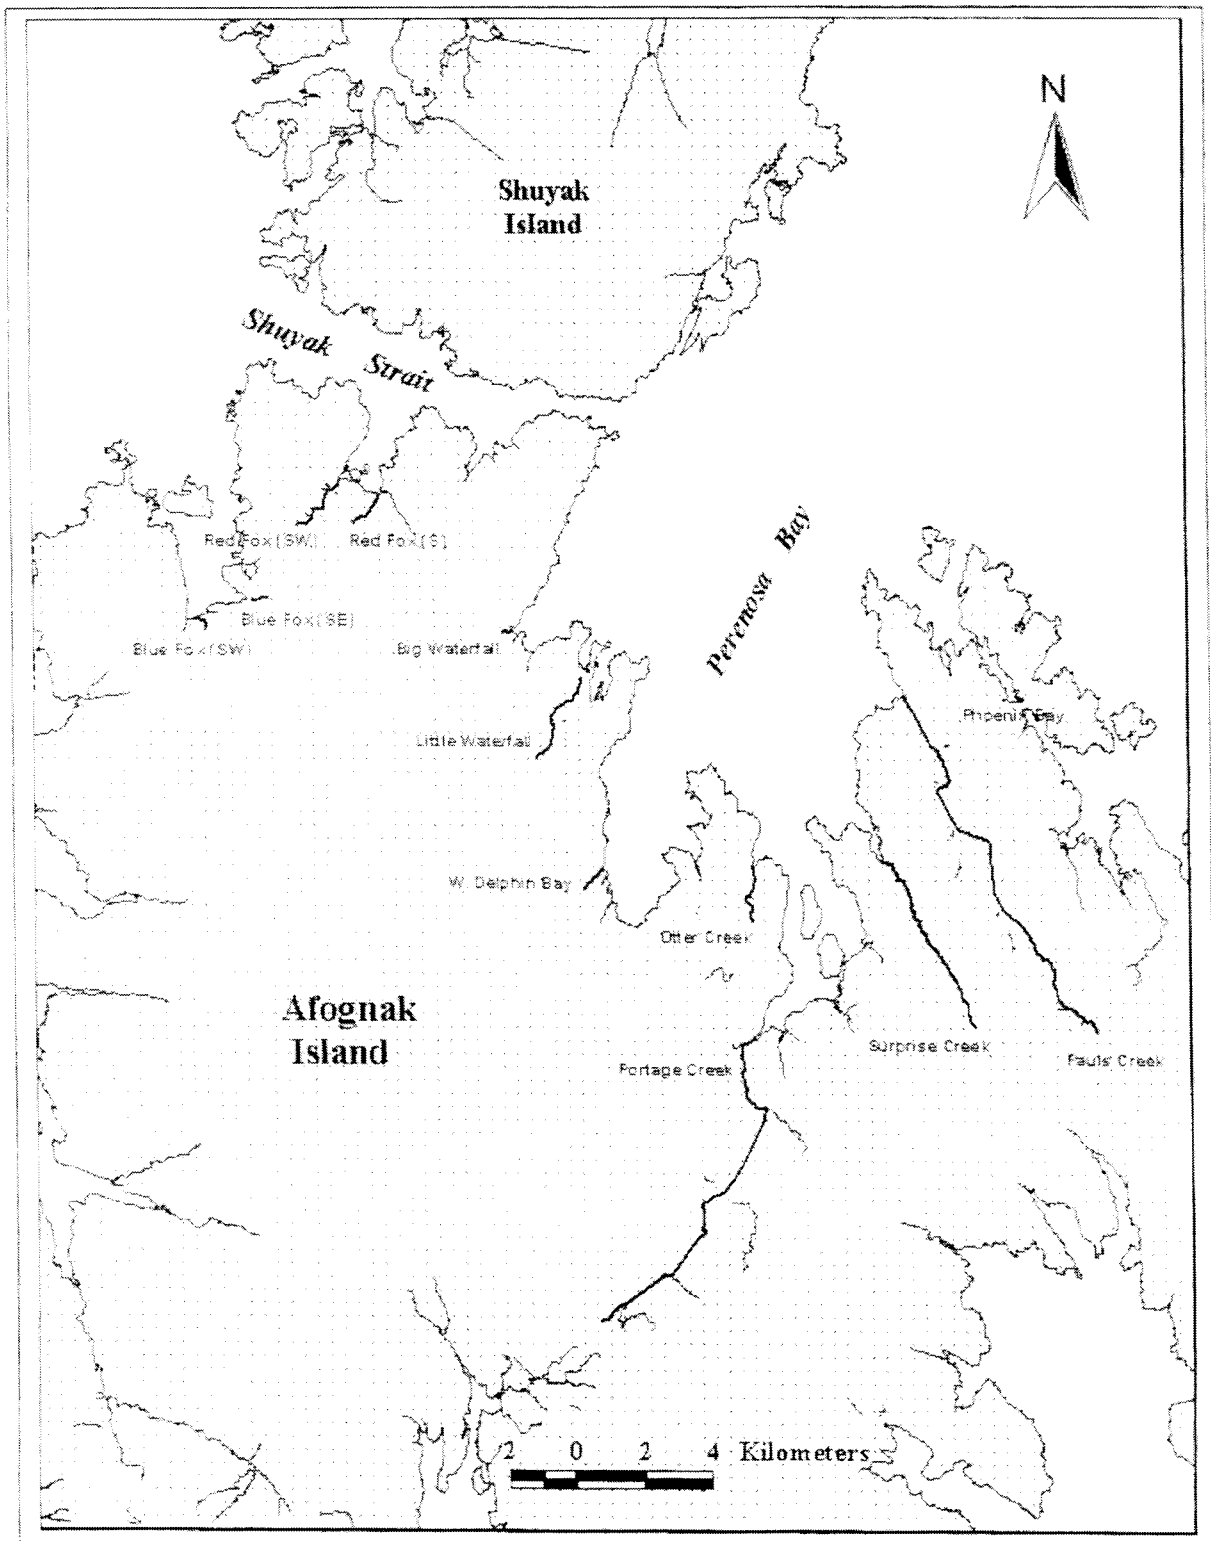 N
Shuyak
Island
Shuyak Strait
Perenosa Bay
Red Fox (SW)
Red Fox (S)
Blue Fox (SE)
Blue Fox (SW)
Big Waterfall
Phoenix Bay
Little Waterfall
W. Delphin Bay
Otter Creek
Afognak
Island
Surprise Creek
Pauls' Creek
Portage Creek
2 0 2 4 Kilometers